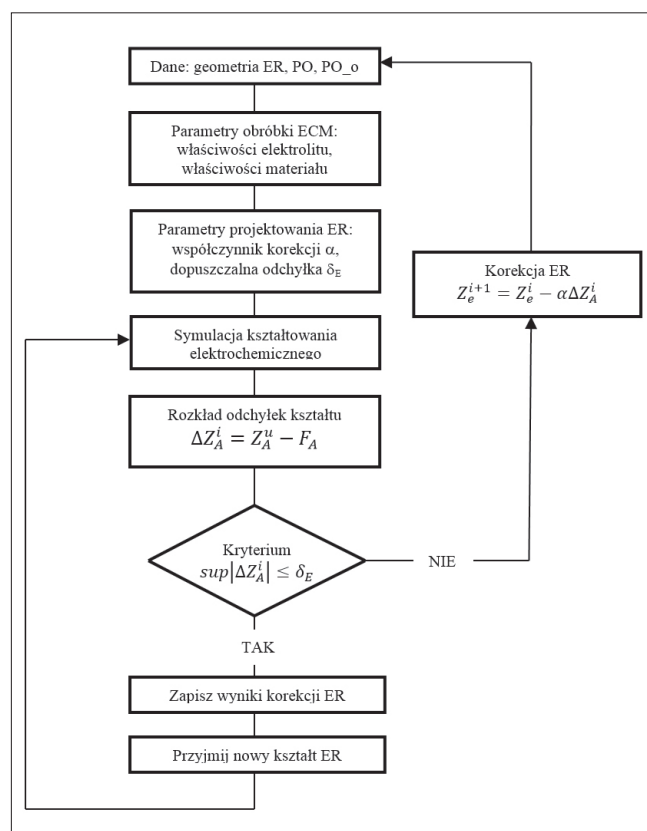 Dane: geometria ER, PO, PO_o
Parametry obróbki ECM:
właściwości elektrolitu,
właściwości materiału
Parametry projektowania ER:
współczynnik korekcji α,
dopuszczalna odchyłka δ_E
Symulacja kształtowania
elektrochemicznego
Rozkład odchyłek kształtu
ΔZ_A^i = Z_A^u − F_A
Kryterium
sup|ΔZ_A^i| ≤ δ_E
NIE
Korekcja ER
Z_e^{i+1} = Z_e^i − αΔZ_A^i
TAK
Zapisz wyniki korekcji ER
Przyjmij nowy kształt ER